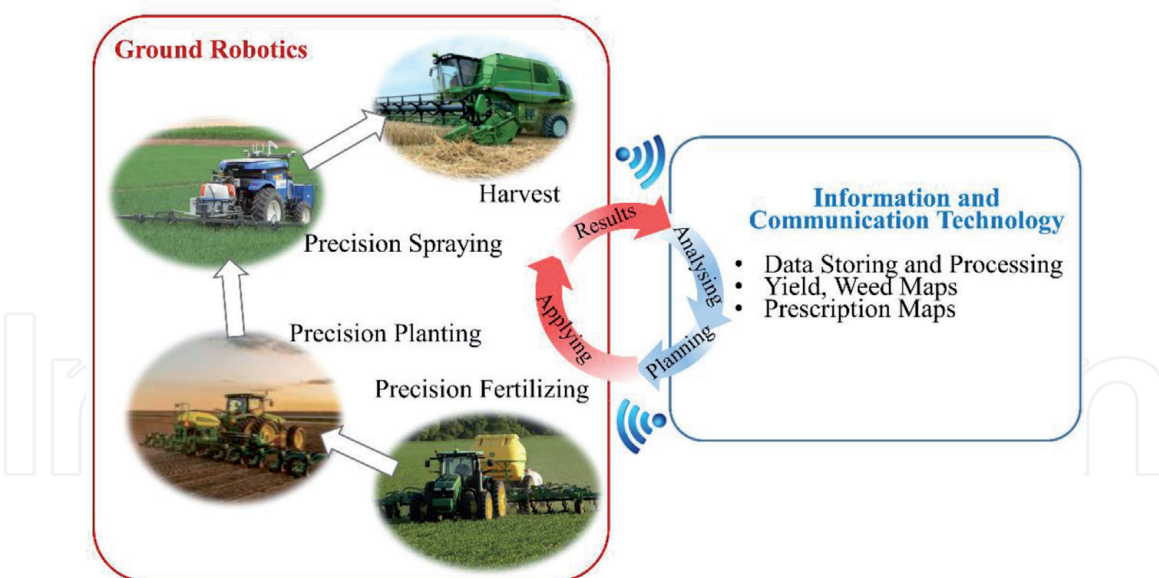 Ground Robotics
Harvest
Precision Spraying
Precision Planting
Precision Fertilizing
Results
Analysing
Planning
Applying
Information and
Communication Technology
• Data Storing and Processing
• Yield, Weed Maps
• Prescription Maps